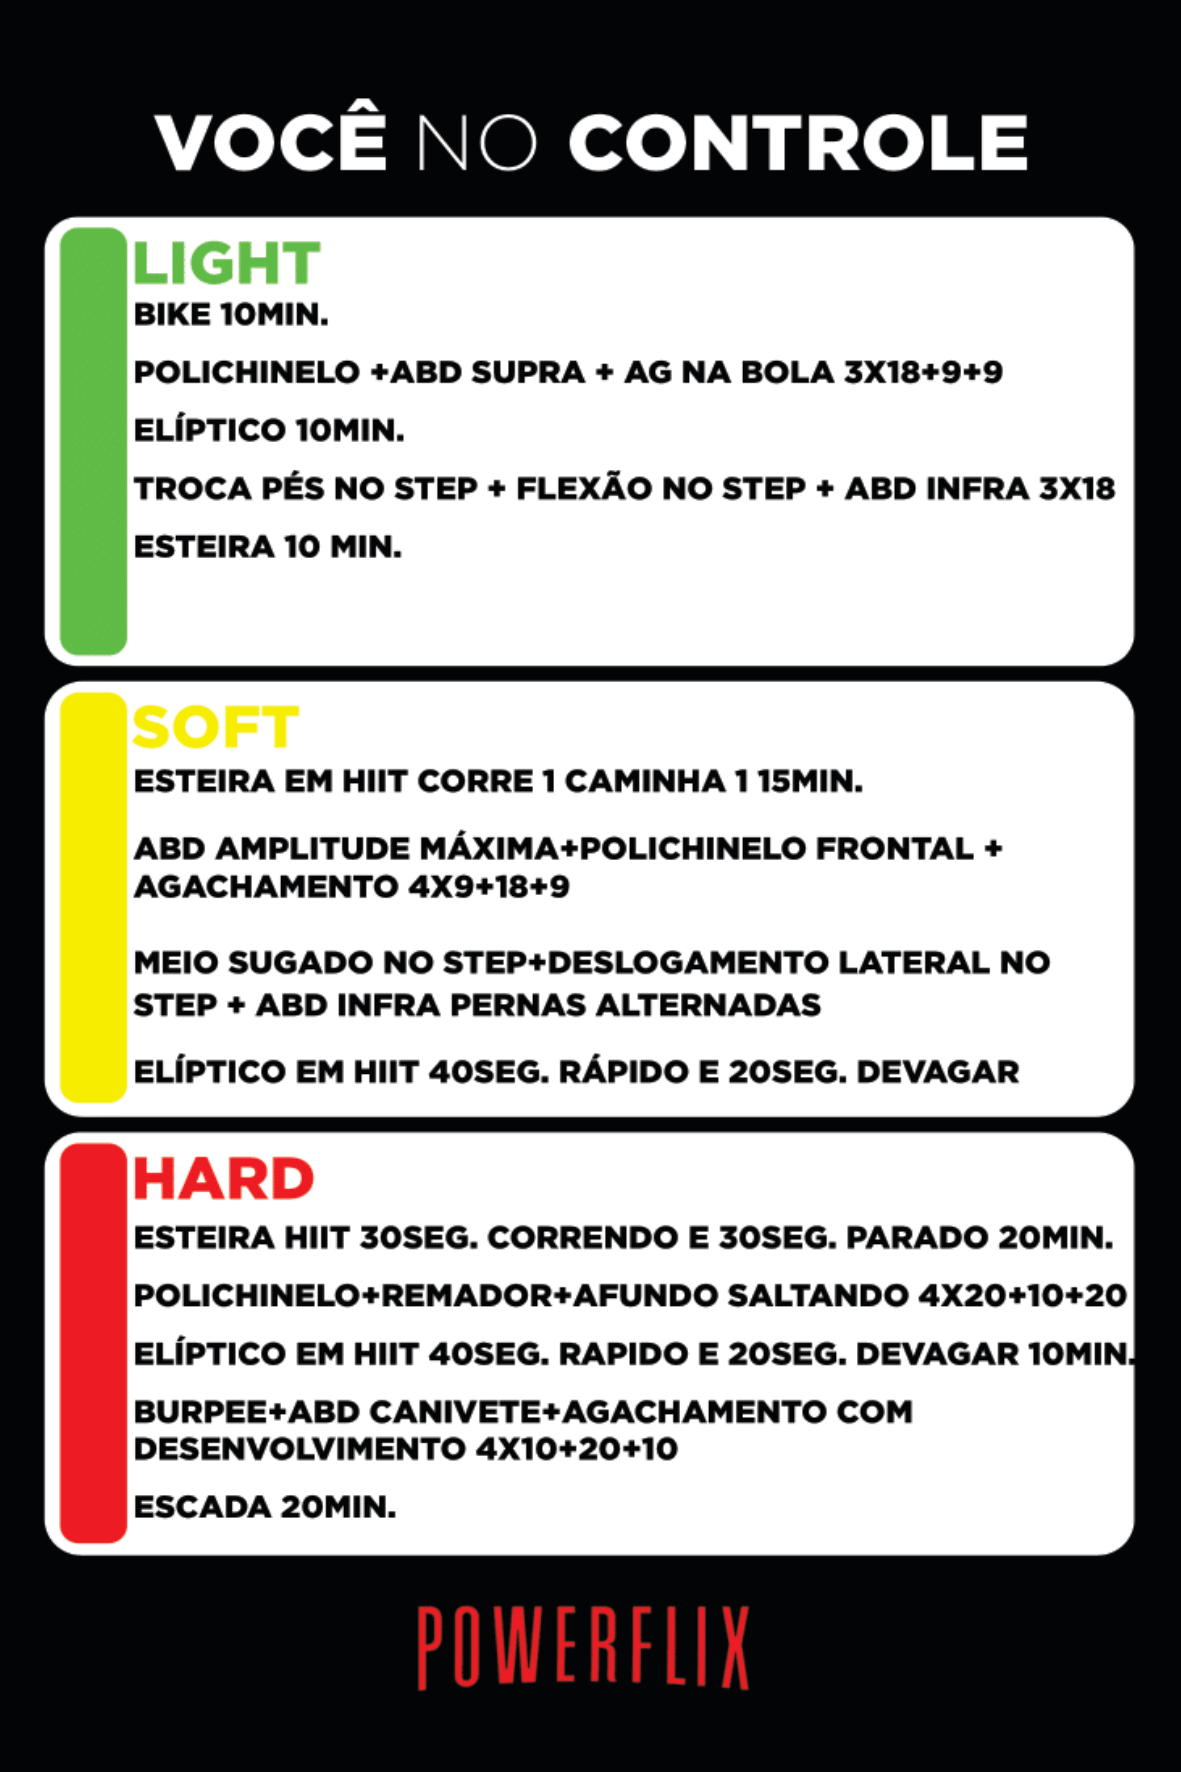 VOCÊ NO CONTROLE
LIGHT
BIKE 10MIN.
POLICHINELO +ABD SUPRA + AG NA BOLA 3X18+9+9
ELÍPTICO 10MIN.
TROCA PÉS NO STEP + FLEXÃO NO STEP + ABD INFRA 3X18
ESTEIRA 10 MIN.
SOFT
ESTEIRA EM HIIT CORRE 1 CAMINHA 1 15MIN.
ABD AMPLITUDE MÁXIMA+POLICHINELO FRONTAL +
AGACHAMENTO 4X9+18+9
MEIO SUGADO NO STEP+DESLOGAMENTO LATERAL NO
STEP + ABD INFRA PERNAS ALTERNADAS
ELÍPTICO EM HIIT 40SEG. RÁPIDO E 20SEG. DEVAGAR
HARD
ESTEIRA HIIT 30SEG. CORRENDO E 30SEG. PARADO 20MIN.
POLICHINELO+REMADOR+AFUNDO SALTANDO 4X20+10+20
ELÍPTICO EM HIIT 40SEG. RAPIDO E 20SEG. DEVAGAR 10MIN.
BURPEE+ABD CANIVETE+AGACHAMENTO COM
DESENVOLVIMENTO 4X10+20+10
ESCADA 20MIN.
POWERFLIX